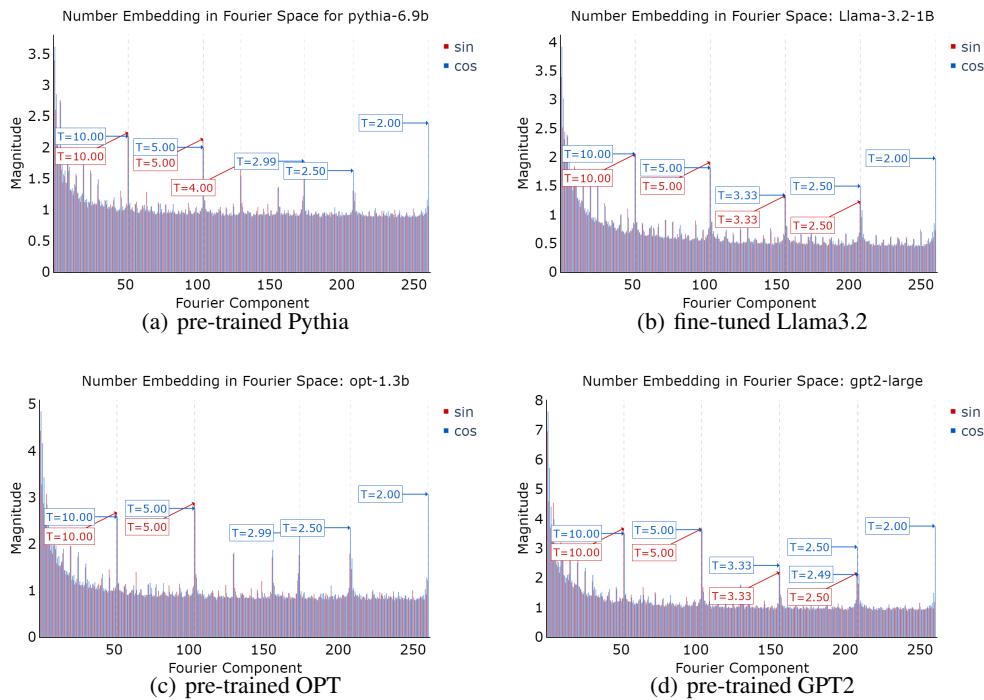 Number Embedding in Fourier Space for pythia-6.9b
sin
cos
3.5
3
2.5
2
1.5
1
0.5
0
Magnitude
T=10.00
T=10.00
T=5.00
T=5.00
T=4.00
T=2.99
T=2.50
T=2.00
50
100
150
200
250
Fourier Component
(a) pre-trained Pythia
Number Embedding in Fourier Space: Llama-3.2-1B
sin
cos
4
3.5
3
2.5
2
1.5
1
0.5
0
Magnitude
T=10.00
T=10.00
T=5.00
T=5.00
T=3.33
T=3.33
T=2.50
T=2.50
T=2.00
50
100
150
200
250
Fourier Component
(b) fine-tuned Llama3.2
Number Embedding in Fourier Space: opt-1.3b
sin
cos
5
4
3
2
1
0
Magnitude
T=10.00
T=10.00
T=5.00
T=5.00
T=2.99
T=2.50
T=2.00
50
100
150
200
250
Fourier Component
(c) pre-trained OPT
Number Embedding in Fourier Space: gpt2-large
sin
cos
8
7
6
5
4
3
2
1
0
Magnitude
T=10.00
T=10.00
T=5.00
T=5.00
T=3.33
T=3.33
T=2.50
T=2.49
T=2.50
T=2.00
50
100
150
200
250
Fourier Component
(d) pre-trained GPT2